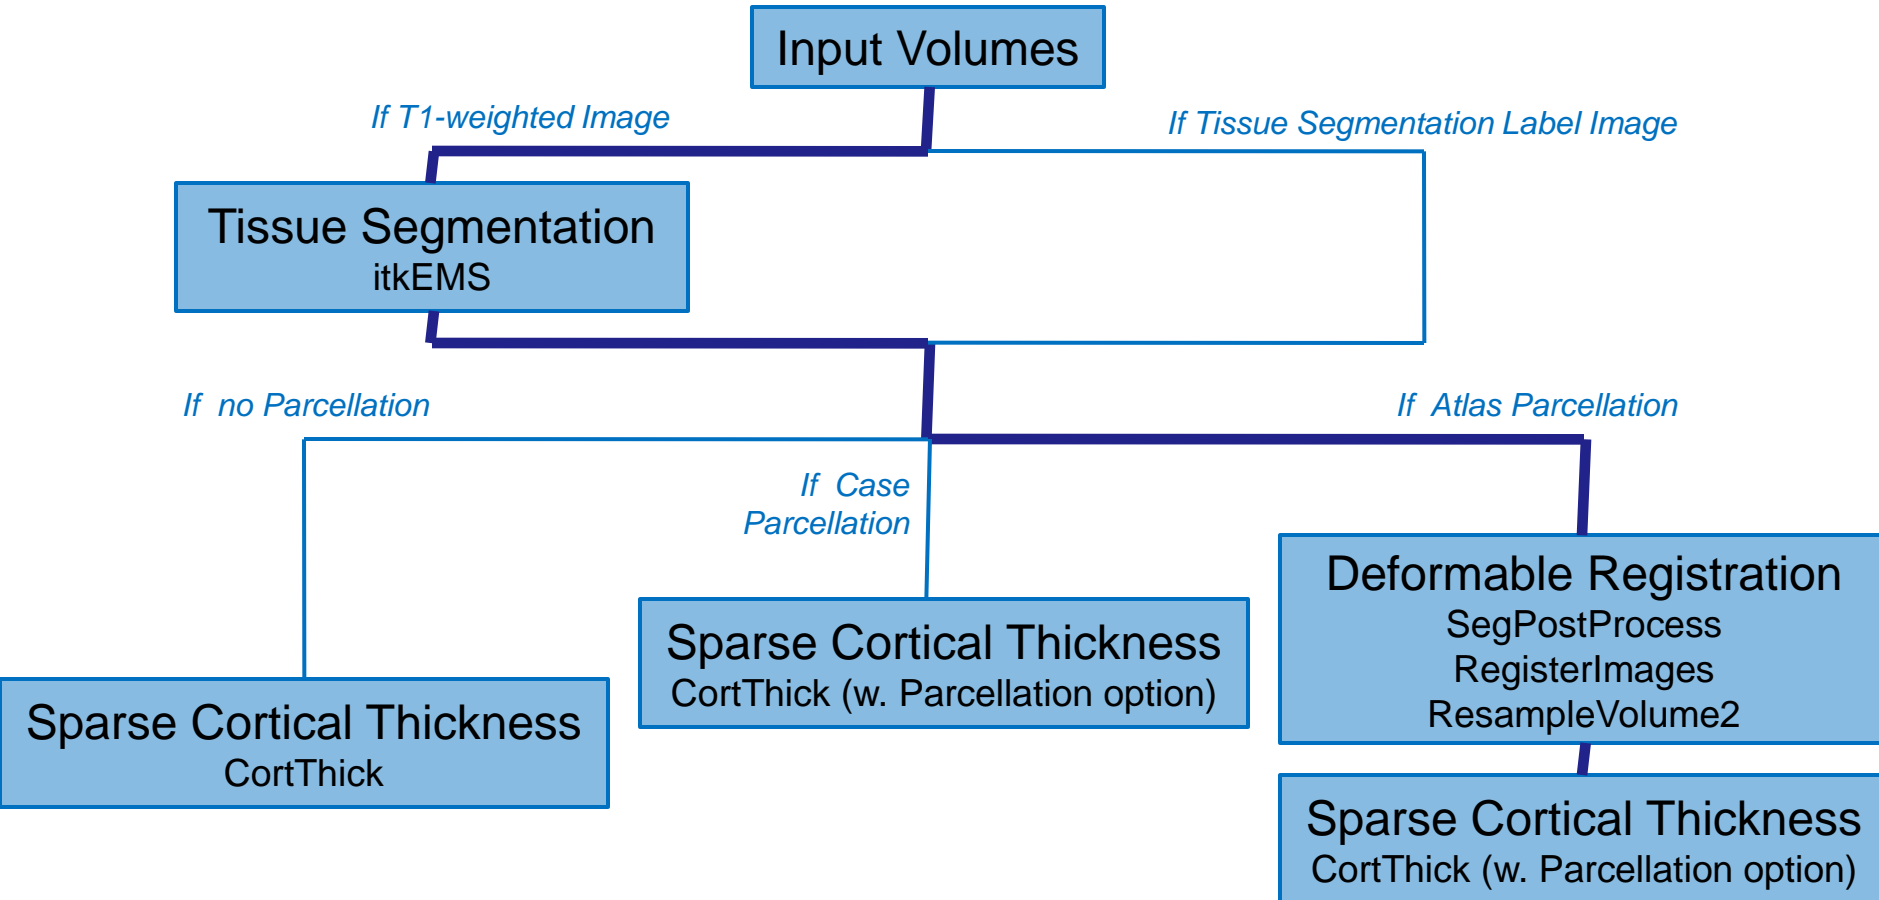 Input Volumes
If T1-weighted Image
If Tissue Segmentation Label Image
Tissue Segmentation
itkEMS
If no Parcellation
If Atlas Parcellation
If Case
Parcellation
Sparse Cortical Thickness
CortThick
Sparse Cortical Thickness
CortThick (w. Parcellation option)
Deformable Registration
SegPostProcess
RegisterImages
ResampleVolume2
Sparse Cortical Thickness
CortThick (w. Parcellation option)